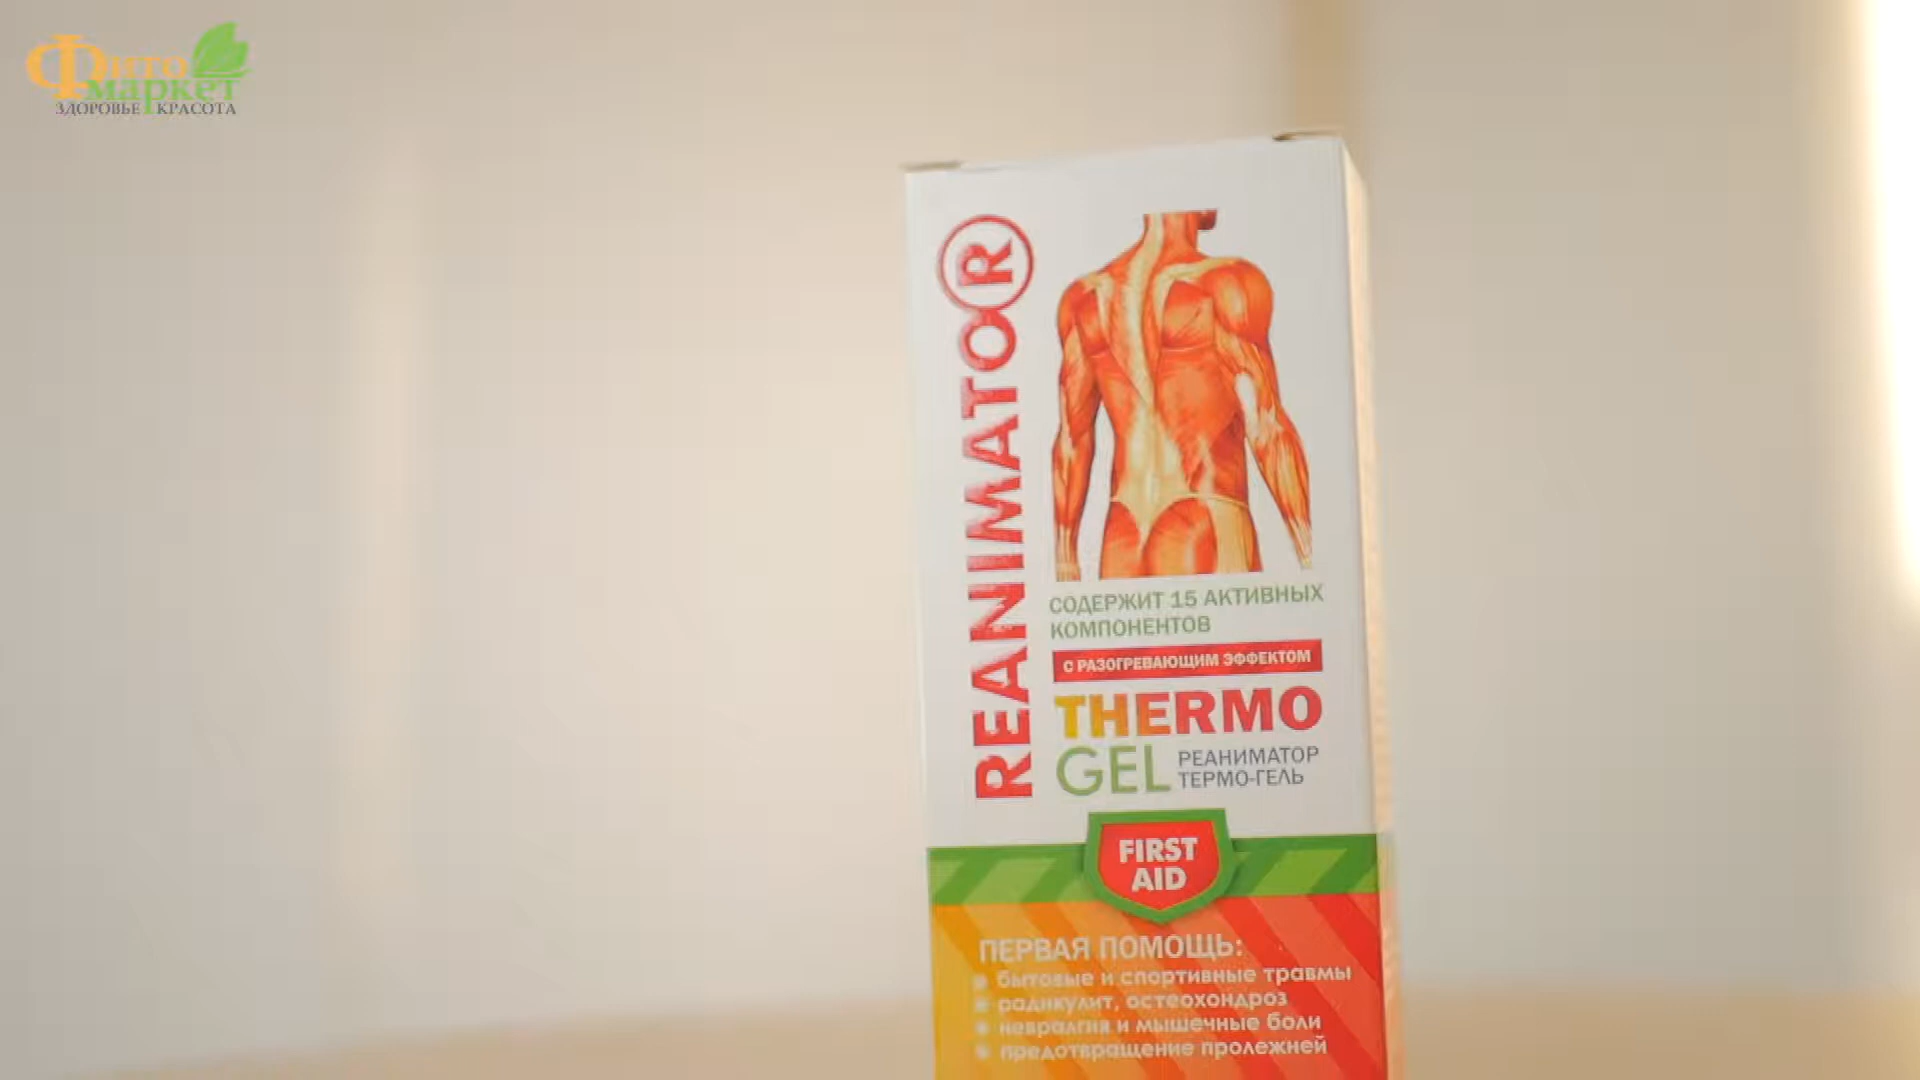 Фито
маркет
ЗДОРОВЬЕ КРАСОТА
REANIMATOR
СОДЕРЖИТ 15 АКТИВНЫХ
КОМПОНЕНТОВ
С РАЗОГРЕВАЮЩИМ ЭФФЕКТОМ
THERMO
GEL
РЕАНИМАТОР
ТЕРМО-ГЕЛЬ
FIRST
AID
ПЕРВАЯ ПОМОЩЬ:
бытовые и спортивные травмы
радикулит, остеохондроз
невралгия и мышечные боли
предотвращение пролежней